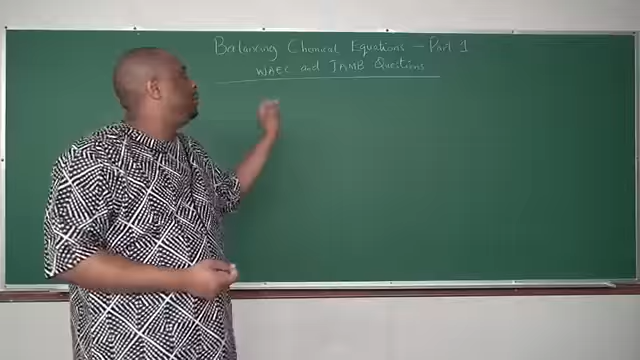 Balancing Chemical Equations - Part 1
WAEC and JAMB Questions